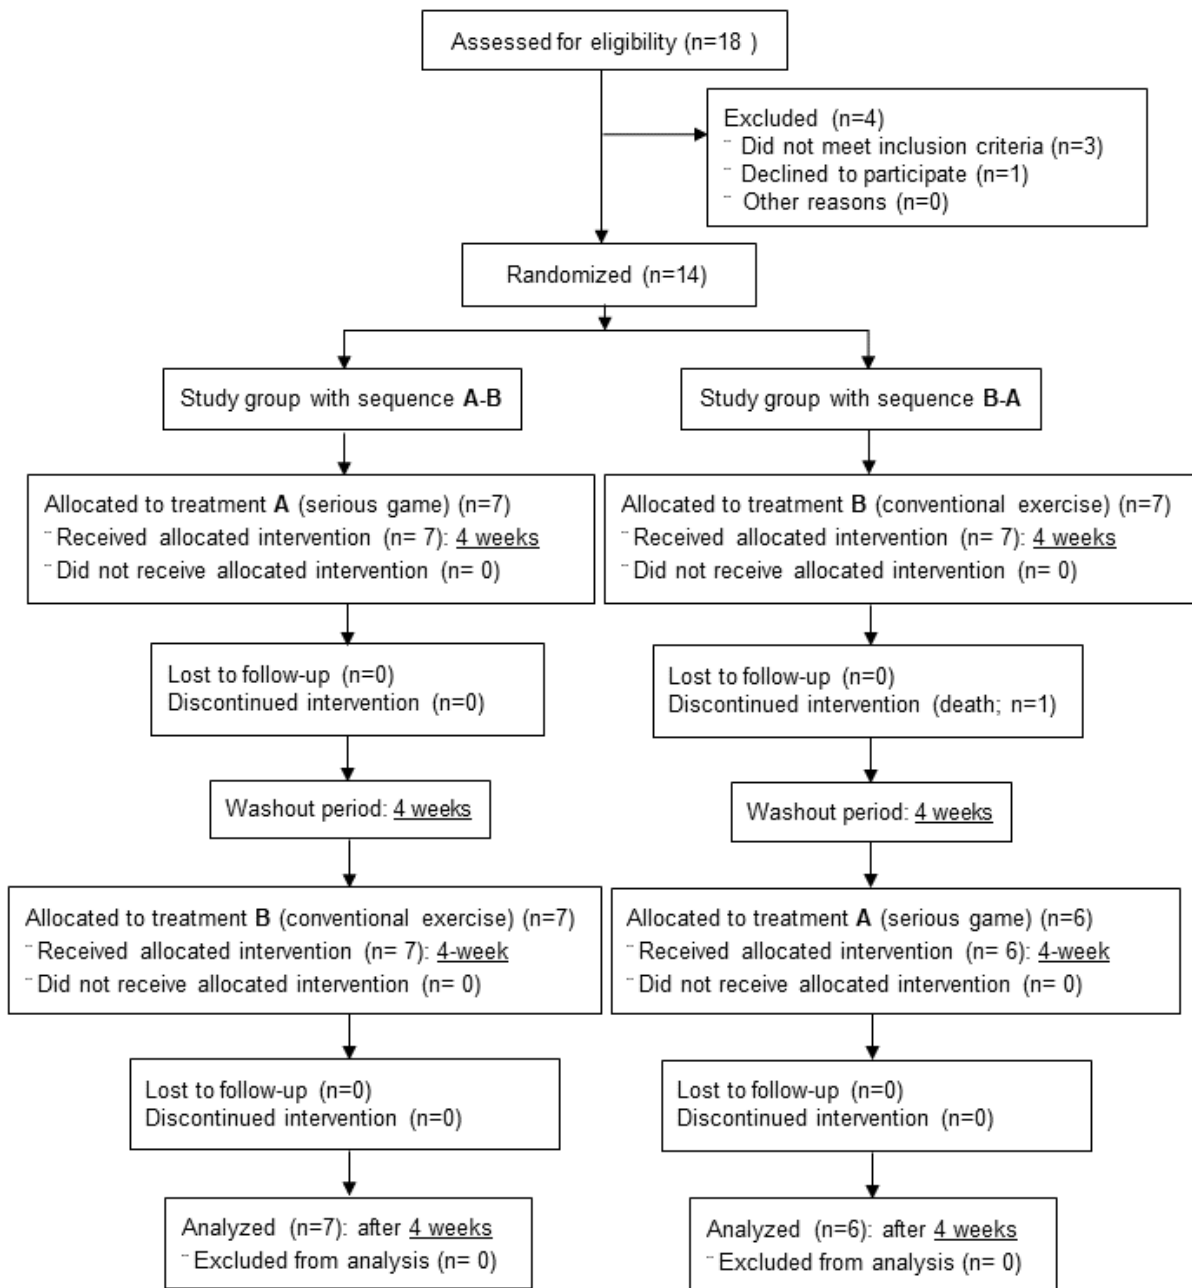 Assessed for eligibility (n=18 )
Excluded (n=4)
¨ Did not meet inclusion criteria (n=3)
¨ Declined to participate (n=1)
¨ Other reasons (n=0)
Randomized (n=14)
Study group with sequence A-B
Study group with sequence B-A
Allocated to treatment A (serious game) (n=7)
¨ Received allocated intervention (n= 7): 4 weeks
¨ Did not receive allocated intervention (n= 0)
Allocated to treatment B (conventional exercise) (n=7)
¨ Received allocated intervention (n= 7): 4 weeks
¨ Did not receive allocated intervention (n= 0)
Lost to follow-up (n=0)
Discontinued intervention (n=0)
Lost to follow-up (n=0)
Discontinued intervention (death; n=1)
Washout period: 4 weeks
Washout period: 4 weeks
Allocated to treatment B (conventional exercise) (n=7)
¨ Received allocated intervention (n= 7): 4-week
¨ Did not receive allocated intervention (n= 0)
Allocated to treatment A (serious game) (n=6)
¨ Received allocated intervention (n= 6): 4-week
¨ Did not receive allocated intervention (n= 0)
Lost to follow-up (n=0)
Discontinued intervention (n=0)
Lost to follow-up (n=0)
Discontinued intervention (n=0)
Analyzed (n=7): after 4 weeks
¨ Excluded from analysis (n= 0)
Analyzed (n=6): after 4 weeks
¨ Excluded from analysis (n= 0)